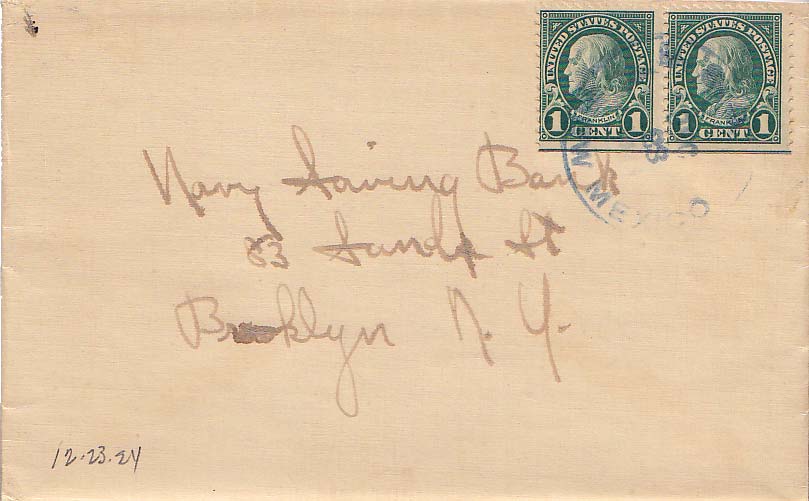 UNITED STATES POSTAGE UNITED STATES POSTAGE
FRANKLIN FRANKLIN
1 CENT 1 1 CENT 1
W MEXICO
Navy Saving Bank
83 Sands St
Brooklyn N. Y.
12·23·24